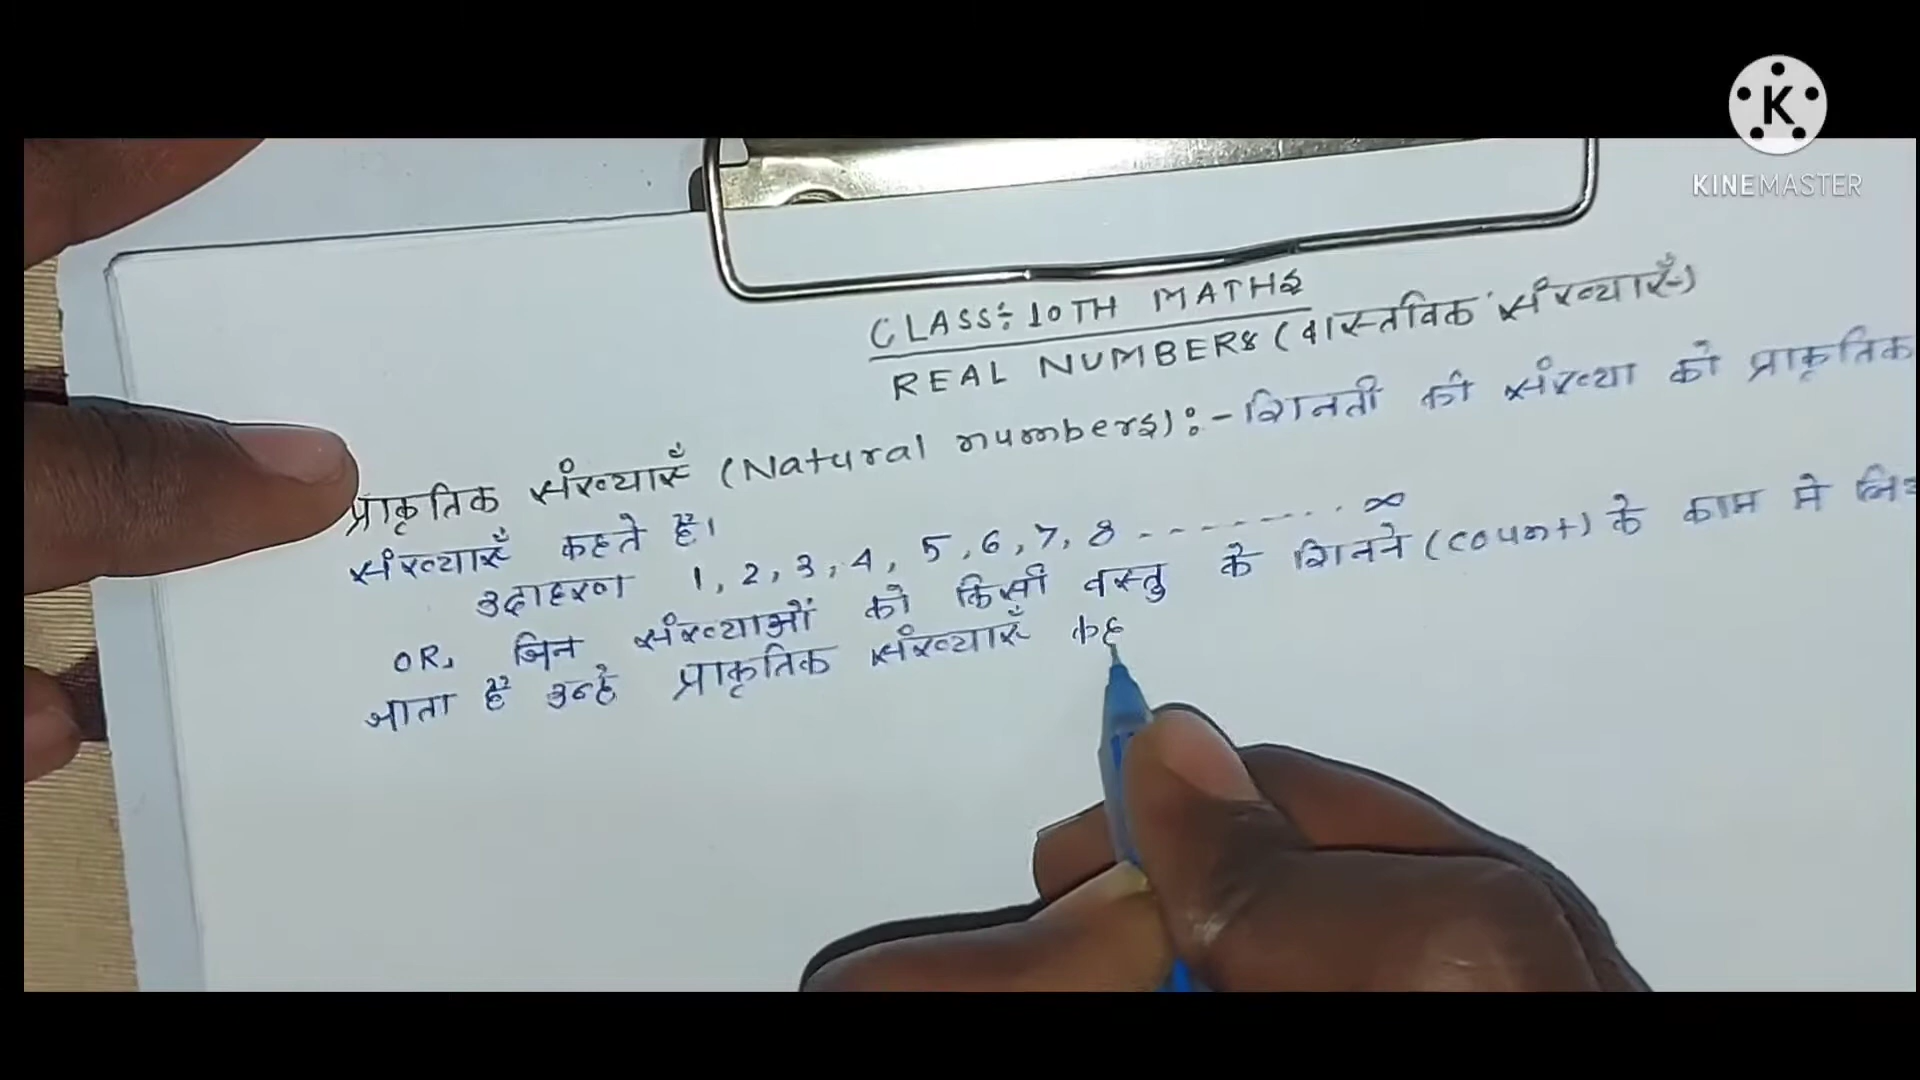 K
KINEMASTER
CLASS:- 10TH MATHS
REAL NUMBERS (वास्तविक संख्याएँ)
प्राकृतिक संख्याएँ (Natural numbers):- गिनती की संख्या को प्राकृतिक
संख्याएँ कहते हैं।
उदाहरण 1, 2, 3, 4, 5, 6, 7, 8 -------- ∞
OR, जिन संख्याओं को किसी वस्तु के गिनने (count) के काम मे
जाता हैं उन्हें प्राकृतिक संख्याएँ कह